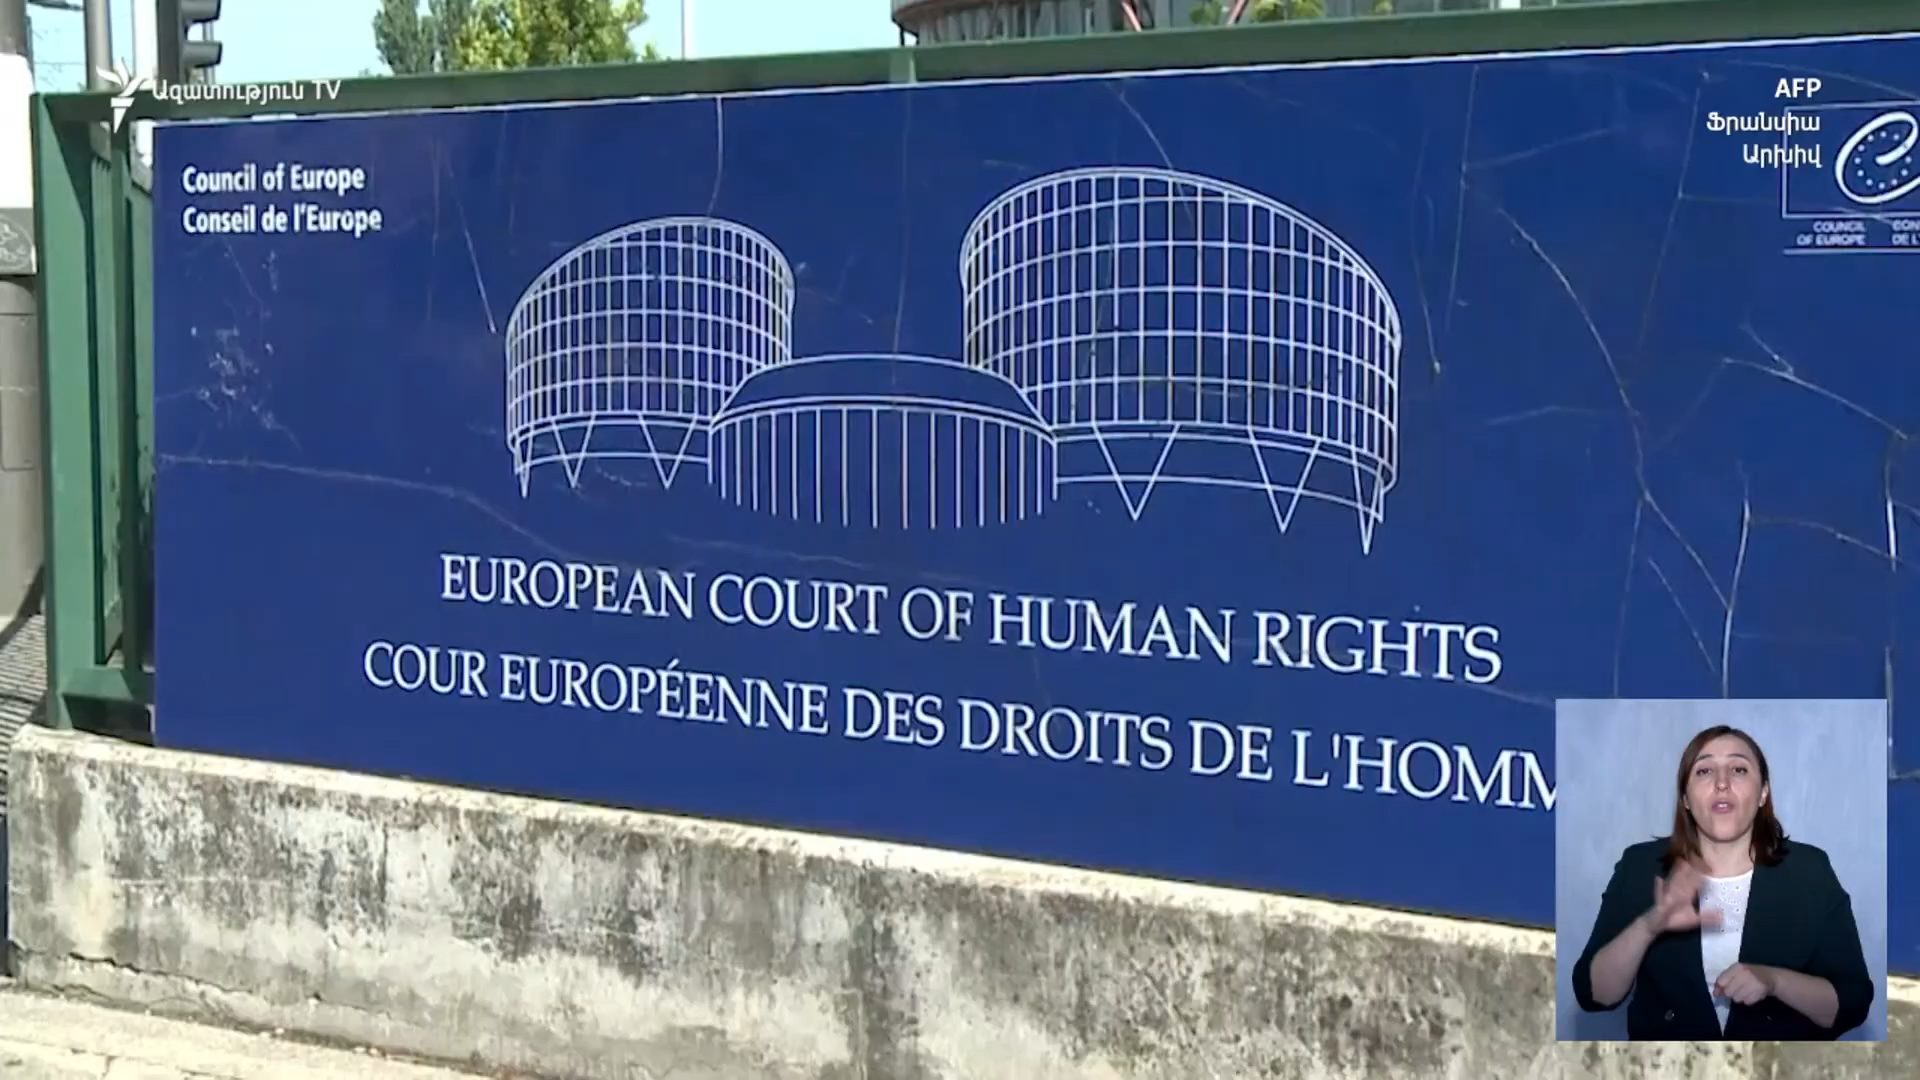 Ազատություն TV
AFP
Ֆրանսիա
Արխիվ
Council of Europe
Conseil de l'Europe
COUNCIL
OF EUROPE
EUROPEAN COURT OF HUMAN RIGHTS
COUR EUROPÉENNE DES DROITS DE L'HOMM